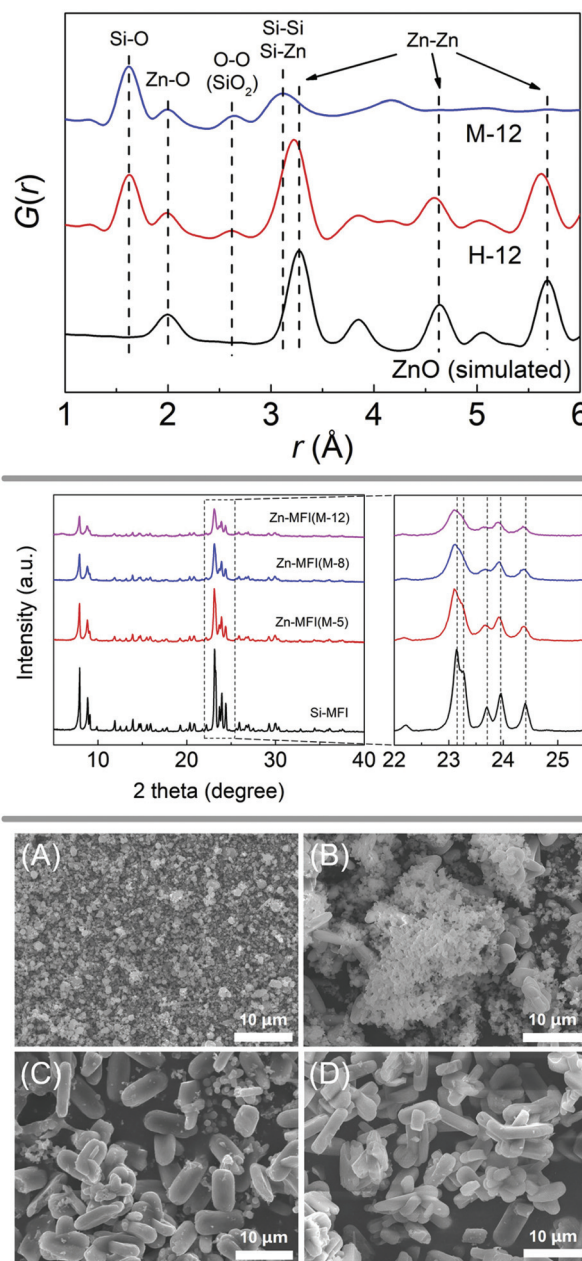 Si-O
Zn-O
O-O
(SiO₂)
Si-Si
Si-Zn
Zn-Zn
M-12
H-12
ZnO (simulated)
G(r)
1 2 3 4 5 6
r (Å)
Zn-MFI(M-12)
Zn-MFI(M-8)
Zn-MFI(M-5)
Si-MFI
Intensity (a.u.)
10 20 30 40
22 23 24 25
2 theta (degree)
(A)
10 µm
(B)
10 µm
(C)
10 µm
(D)
10 µm